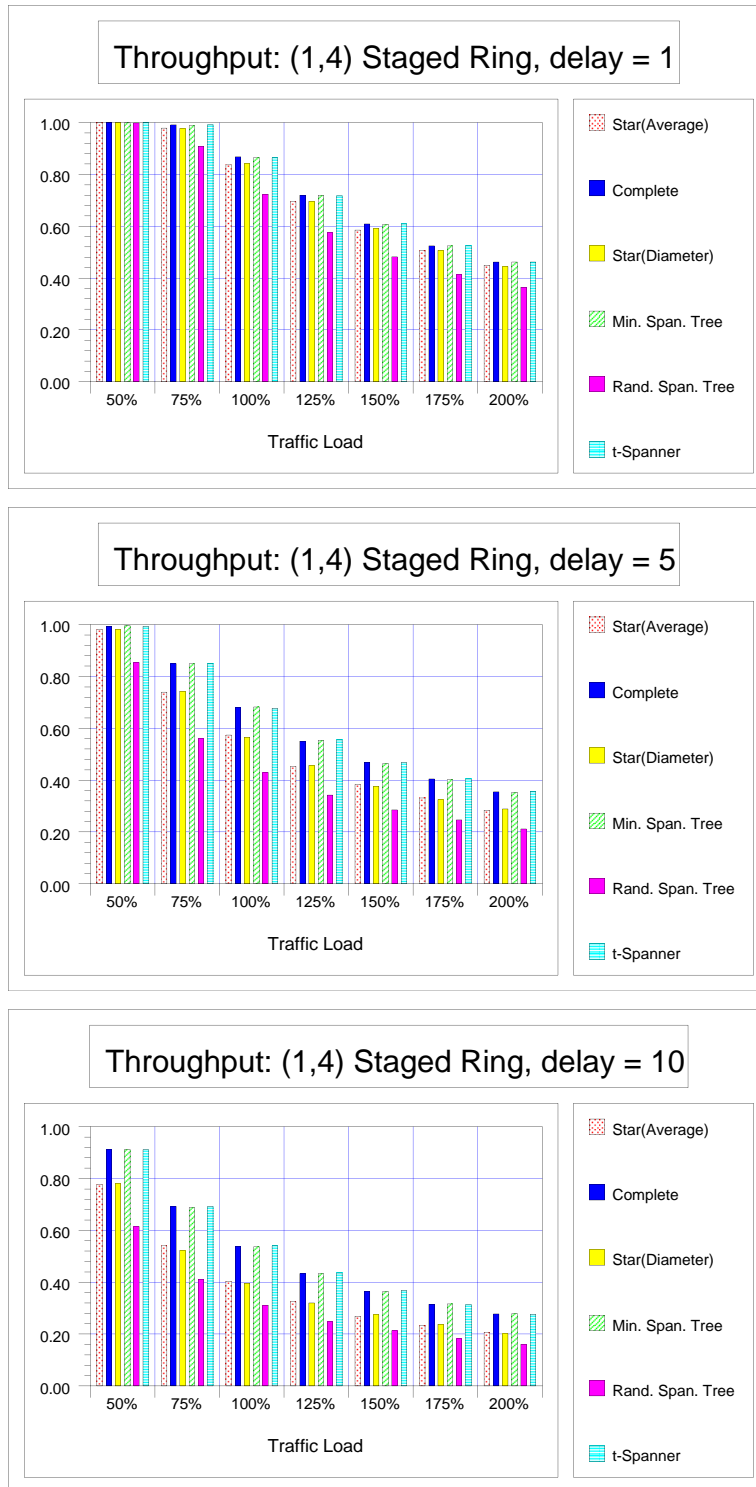 Throughput: (1,4) Staged Ring, delay = 1
1.00
0.80
0.60
0.40
0.20
0.00
50% 75% 100% 125% 150% 175% 200%
Traffic Load
Star(Average)
Complete
Star(Diameter)
Min. Span. Tree
Rand. Span. Tree
t-Spanner
Throughput: (1,4) Staged Ring, delay = 5
1.00
0.80
0.60
0.40
0.20
0.00
50% 75% 100% 125% 150% 175% 200%
Traffic Load
Star(Average)
Complete
Star(Diameter)
Min. Span. Tree
Rand. Span. Tree
t-Spanner
Throughput: (1,4) Staged Ring, delay = 10
1.00
0.80
0.60
0.40
0.20
0.00
50% 75% 100% 125% 150% 175% 200%
Traffic Load
Star(Average)
Complete
Star(Diameter)
Min. Span. Tree
Rand. Span. Tree
t-Spanner